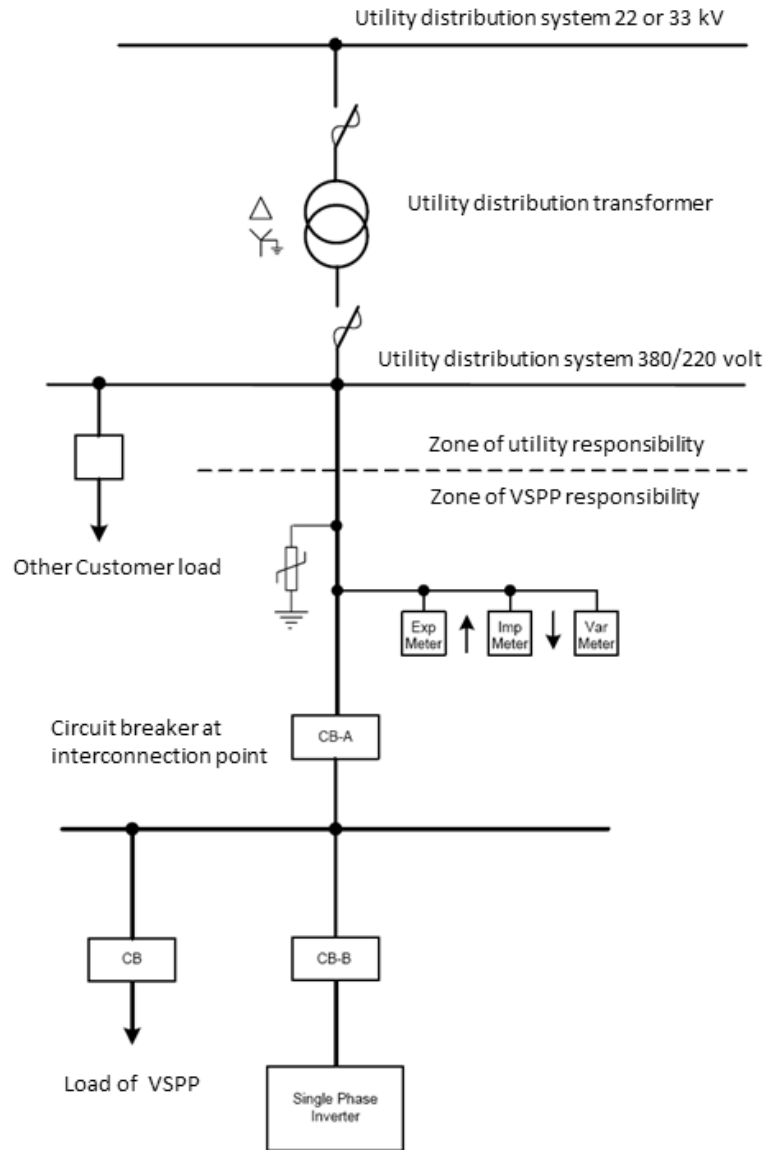 Utility distribution system 22 or 33 kV
Utility distribution transformer
Utility distribution system 380/220 volt
Zone of utility responsibility
Zone of VSPP responsibility
Other Customer load
Exp
Meter
Imp
Meter
Var
Meter
Circuit breaker at
interconnection point
CB-A
CB
CB-B
Load of VSPP
Single Phase
Inverter